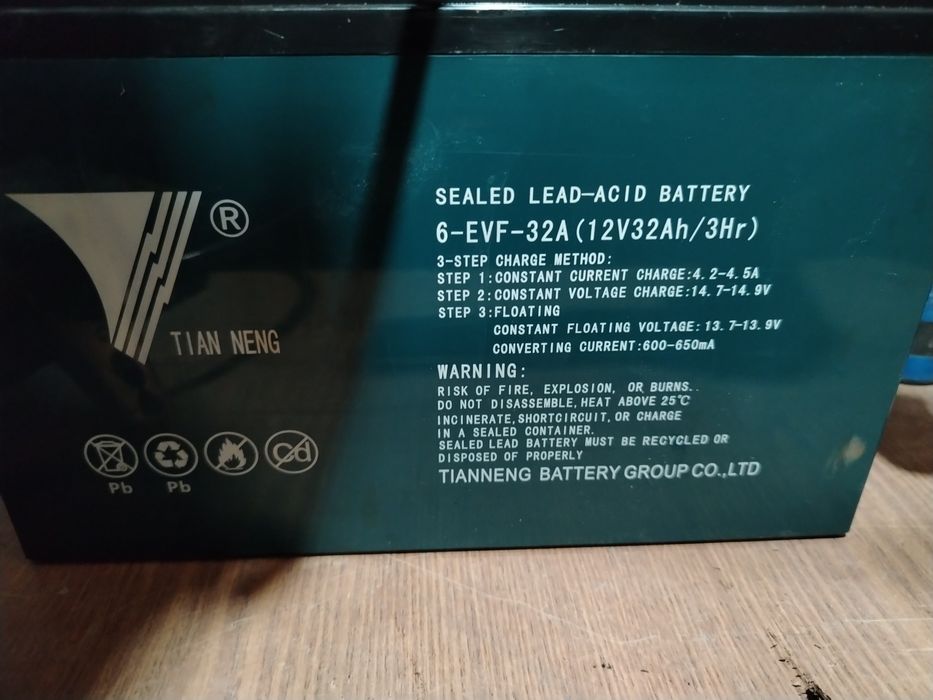 ®
TIAN NENG
Pb
Pb
Cd
SEALED LEAD-ACID BATTERY
6-EVF-32A(12V32Ah/3Hr)
3-STEP CHARGE METHOD:
STEP 1:CONSTANT CURRENT CHARGE:4.2-4.5A
STEP 2:CONSTANT VOLTAGE CHARGE:14.7-14.9V
STEP 3:FLOATING
CONSTANT FLOATING VOLTAGE:13.7-13.9V
CONVERTING CURRENT:600-650mA
WARNING:
RISK OF FIRE, EXPLOSION, OR BURNS..
DO NOT DISASSEMBLE,HEAT ABOVE 25℃
INCINERATE,SHORTCIRCUIT,OR CHARGE
IN A SEALED CONTAINER.
SEALED LEAD BATTERY MUST BE RECYCLED OR
DISPOSED OF PROPERLY
TIANNENG BATTERY GROUP CO.,LTD